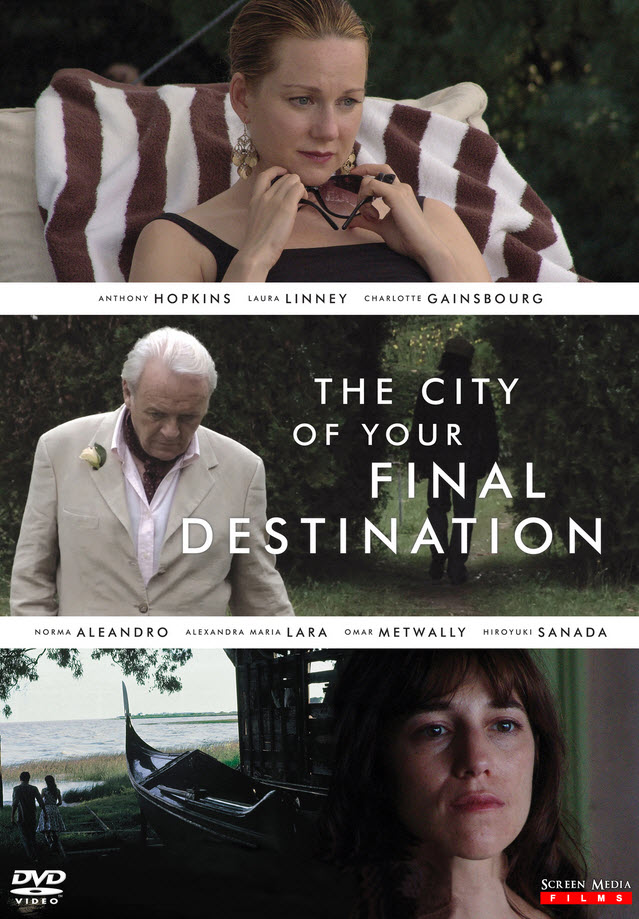 ANTHONY HOPKINS LAURA LINNEY CHARLOTTE GAINSBOURG
THE CITY
OF YOUR
FINAL
DESTINATION
NORMA ALEANDRO ALEXANDRA MARIA LARA OMAR METWALLY HIROYUKI SANADA
DVD
VIDEO
SCREEN MEDIA
FILMS